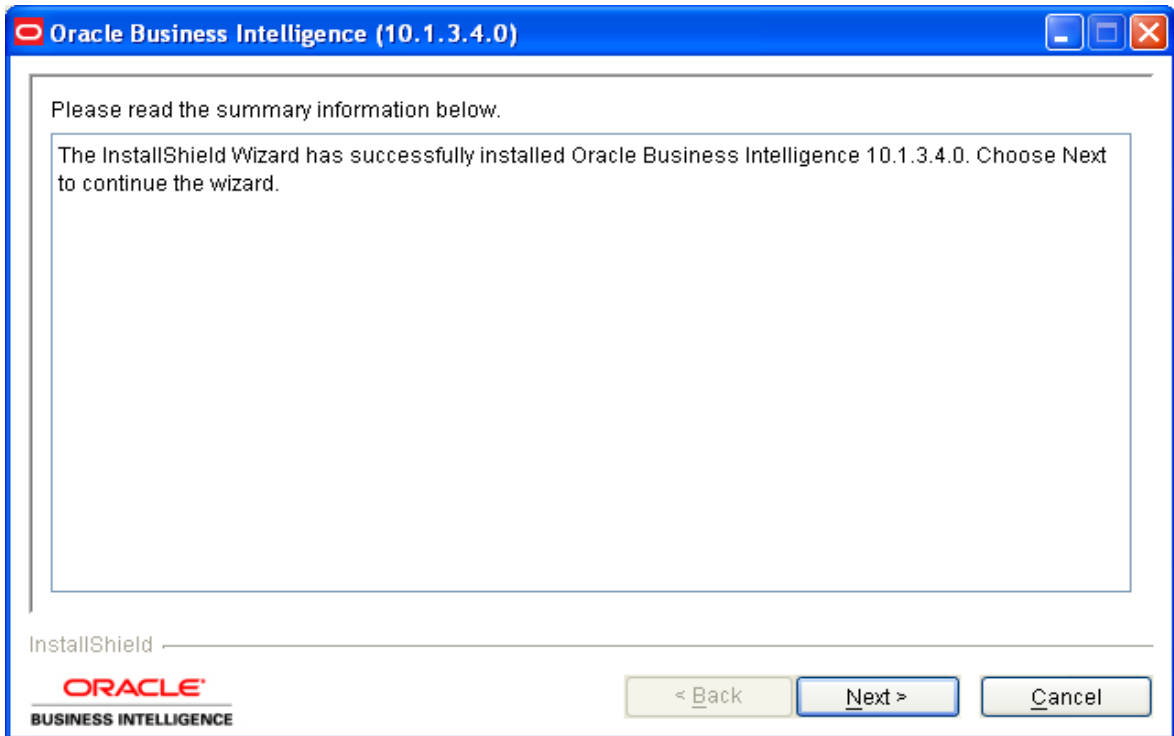 Oracle Business Intelligence (10.1.3.4.0)
Please read the summary information below.
The InstallShield Wizard has successfully installed Oracle Business Intelligence 10.1.3.4.0. Choose Next
to continue the wizard.
InstallShield
ORACLE'
BUSINESS INTELLIGENCE
< Back Next > Cancel